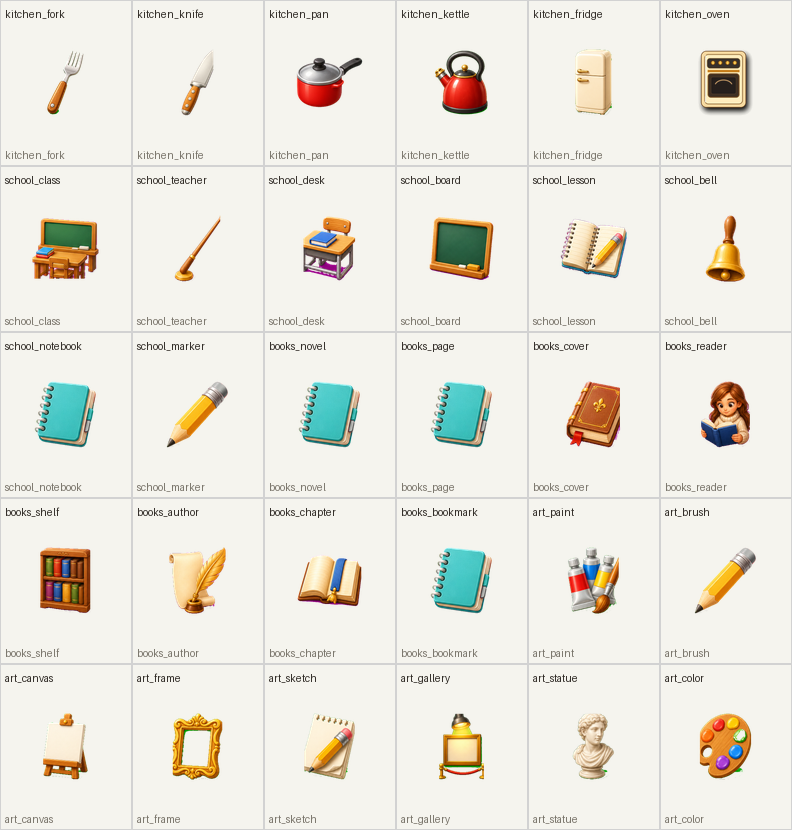 kitchen_fork kitchen_knife kitchen_pan kitchen_kettle kitchen_fridge kitchen_oven
kitchen_fork kitchen_knife kitchen_pan kitchen_kettle kitchen_fridge kitchen_oven
school_class school_teacher school_desk school_board school_lesson school_bell
school_class school_teacher school_desk school_board school_lesson school_bell
school_notebook school_marker books_novel books_page books_cover books_reader
school_notebook school_marker books_novel books_page books_cover books_reader
books_shelf books_author books_chapter books_bookmark art_paint art_brush
books_shelf books_author books_chapter books_bookmark art_paint art_brush
art_canvas art_frame art_sketch art_gallery art_statue art_color
art_canvas art_frame art_sketch art_gallery art_statue art_color